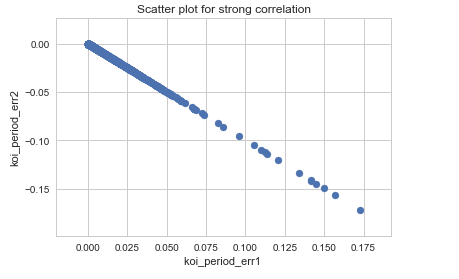 Scatter plot for strong correlation
0.00
−0.05
−0.10
−0.15
koi_period_err2
0.000 0.025 0.050 0.075 0.100 0.125 0.150 0.175
koi_period_err1